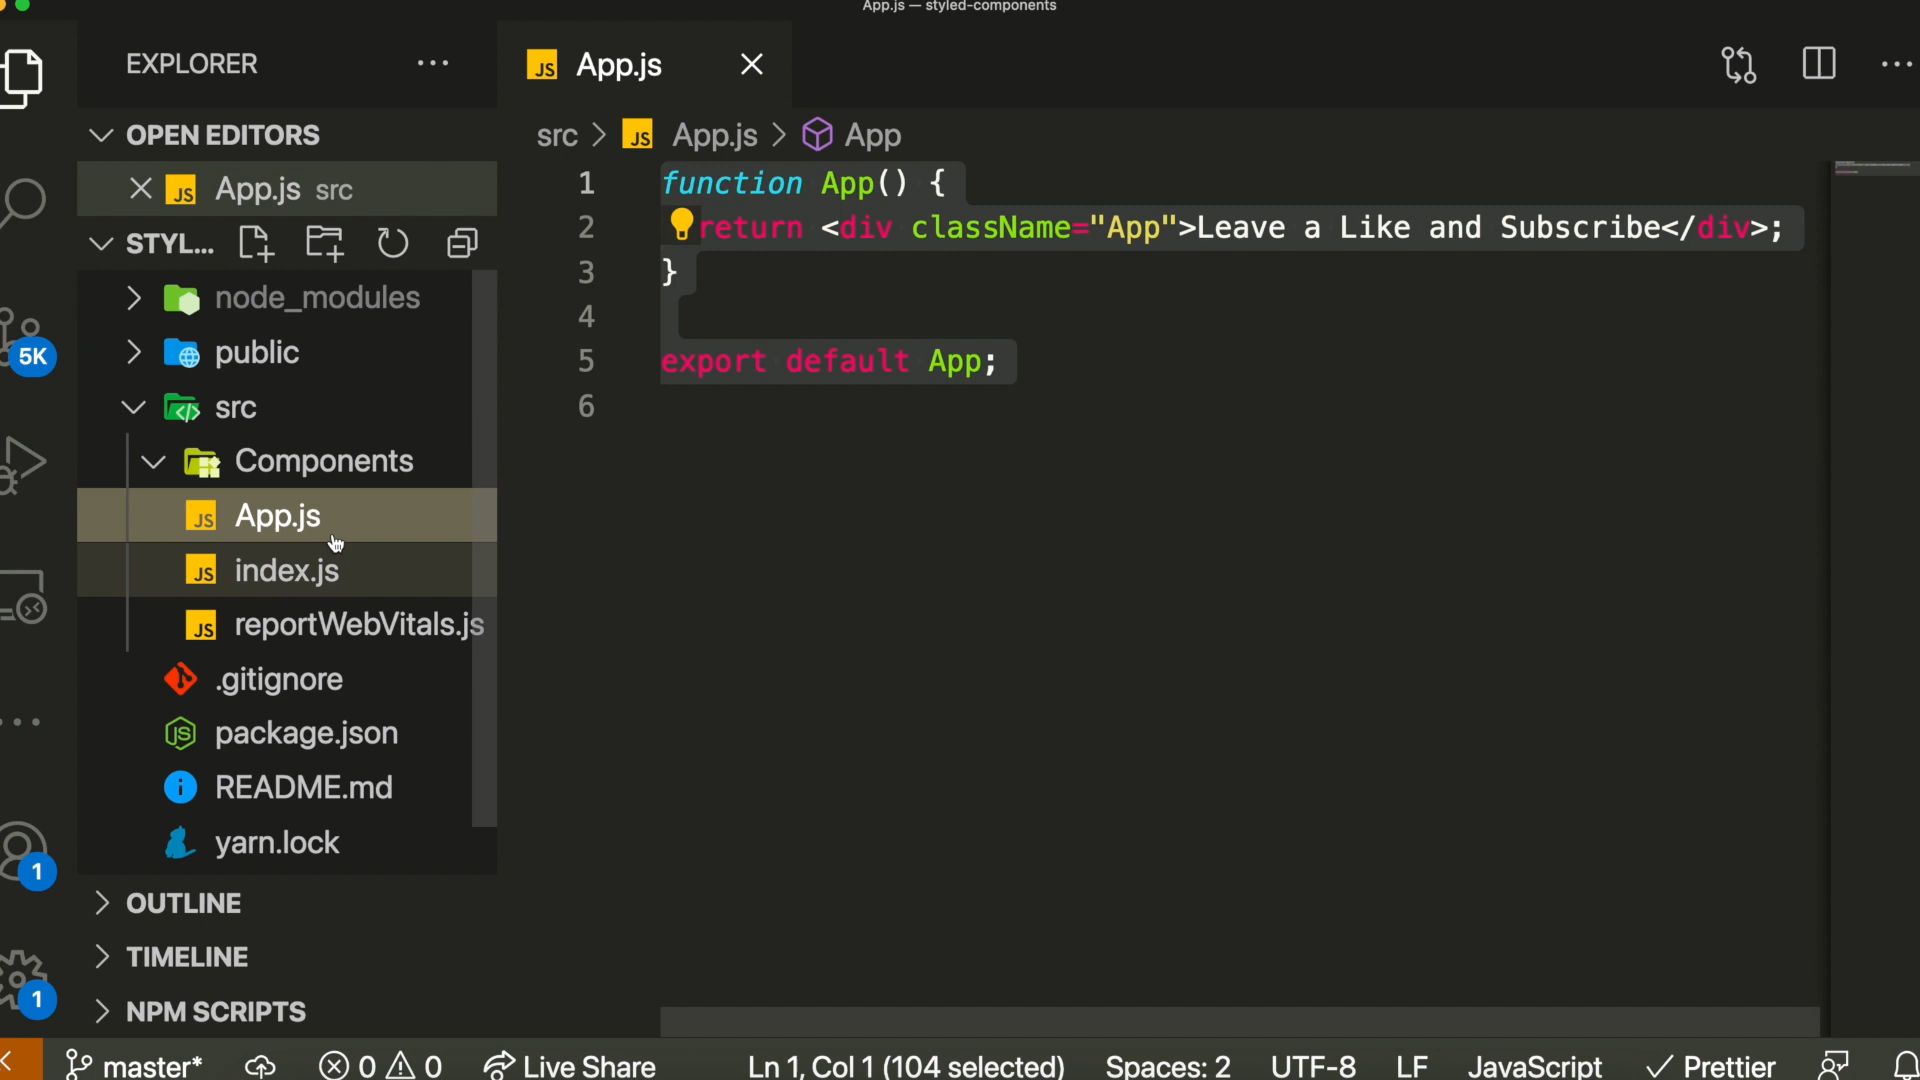 App.js — styled-components
EXPLORER
App.js
OPEN EDITORS
App.js src
STYL...
node_modules
public
src
Components
App.js
index.js
reportWebVitals.js
.gitignore
package.json
README.md
yarn.lock
OUTLINE
TIMELINE
NPM SCRIPTS
5K
1
1
src > App.js > App
1 function App() {
2 return <div className="App">Leave a Like and Subscribe</div>;
3 }
4
5 export default App;
6
master* 0 0 Live Share Ln 1, Col 1 (104 selected) Spaces: 2 UTF-8 LF JavaScript Prettier